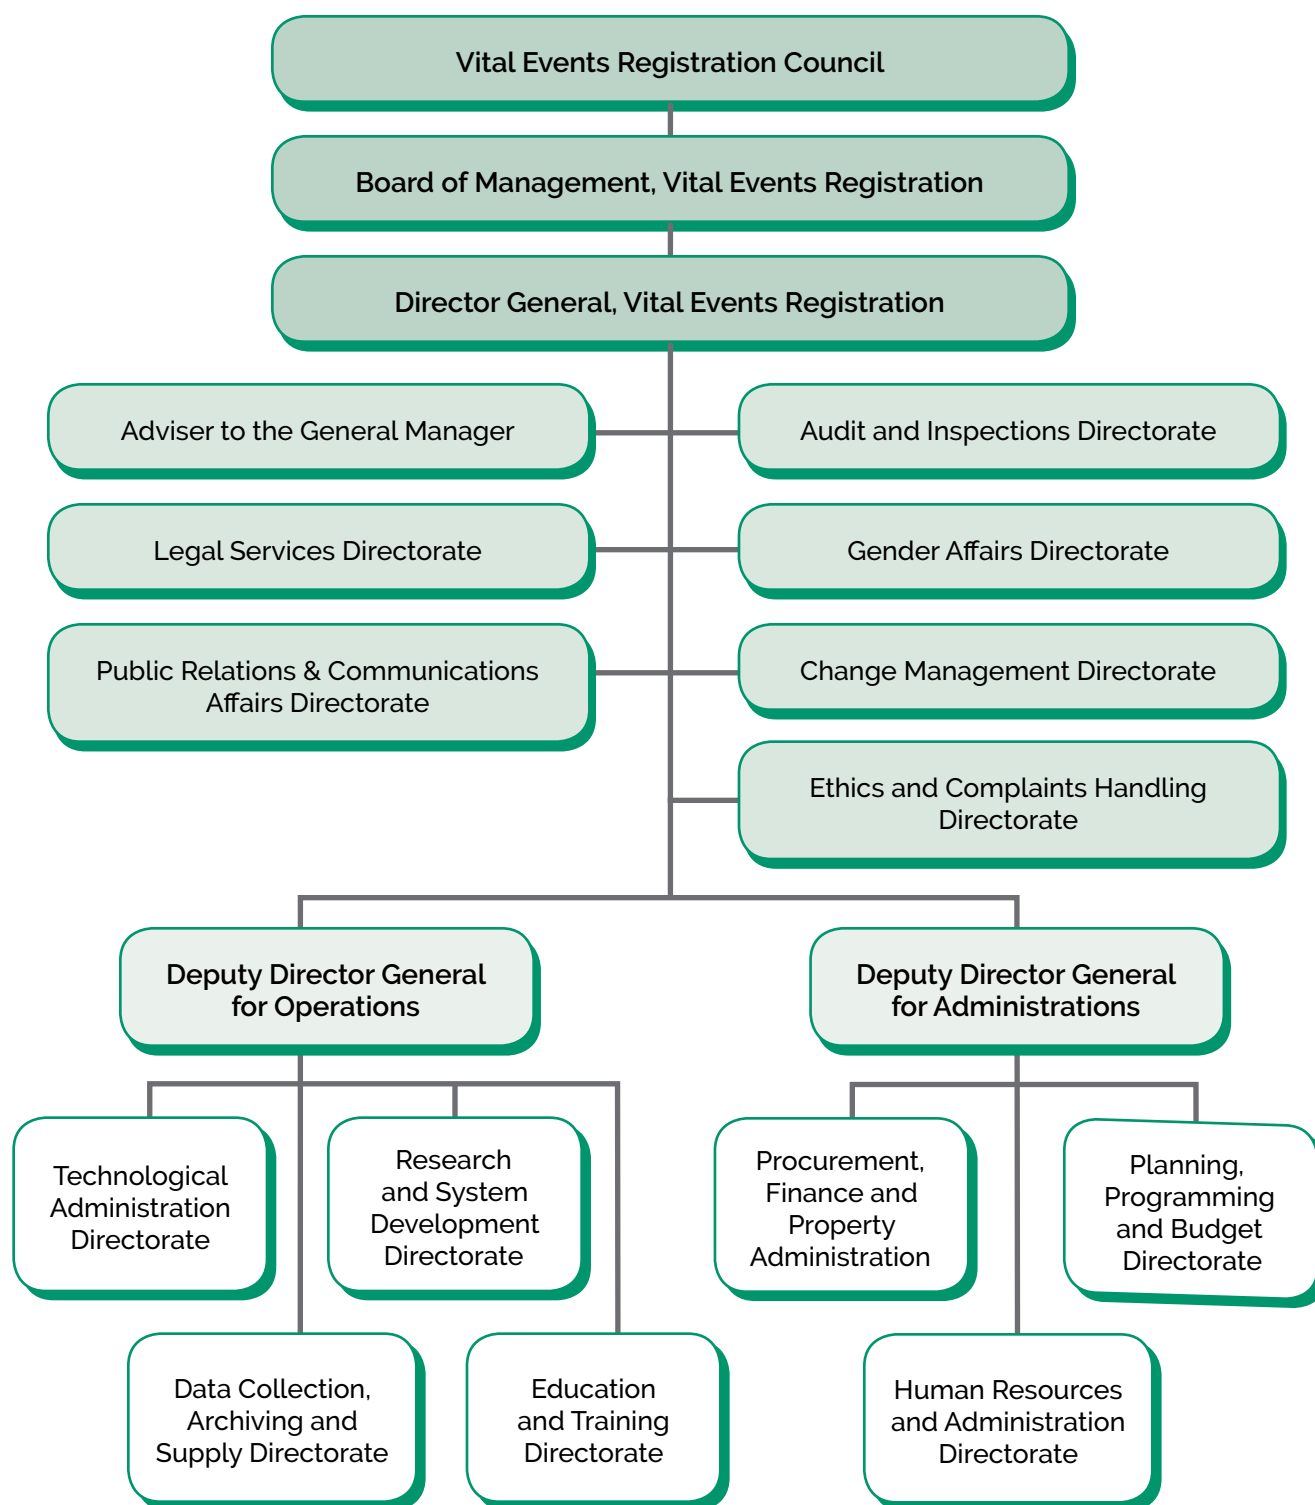 Vital Events Registration Council
Board of Management, Vital Events Registration
Director General, Vital Events Registration
Adviser to the General Manager
Audit and Inspections Directorate
Legal Services Directorate
Gender Affairs Directorate
Public Relations & Communications
Affairs Directorate
Change Management Directorate
Ethics and Complaints Handling
Directorate
Deputy Director General
for Operations
Deputy Director General
for Administrations
Technological
Administration
Directorate
Research
and System
Development
Directorate
Procurement,
Finance and
Property
Administration
Planning,
Programming
and Budget
Directorate
Data Collection,
Archiving and
Supply Directorate
Education
and Training
Directorate
Human Resources
and Administration
Directorate